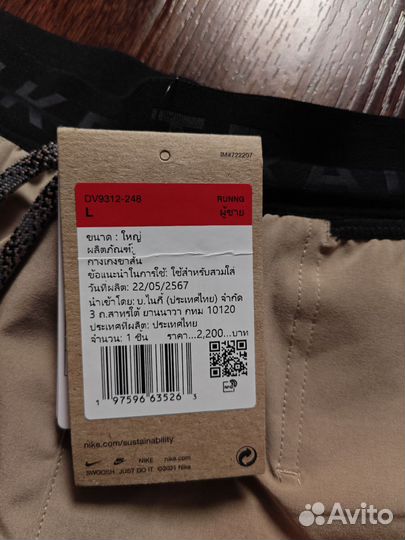 IM4722207
DV9312-248 RUNNG
L ผู้ชาย
ขนาด : ใหญ่
ผลิตภัณฑ์:
กางเกงขาสั้น
ข้อแนะนำในการใช้: ใช้สำหรับสวมใส่
วันที่ผลิต: 22/05/2567
นำเข้าโดย: บ.ไนกี้ (ประเทศไทย) จำกัด
3 ถ.สาทรใต้ ยานนาวา กทม 10120
ประเทศที่ผลิต: ประเทศไทย
จำนวน: 1 ชิ้น ราคา...2,200...บาท
1 97596 63526 3
nike.com/sustainability
NIKE nike.com
SWOOSH JUST DO IT ©2021 Nike
Avito